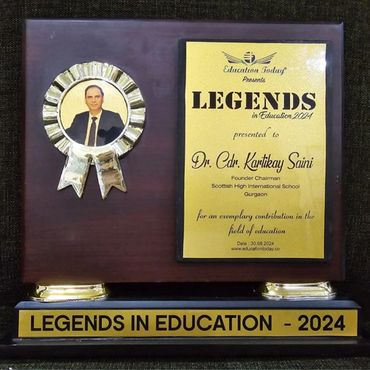 Education Today®
Presents
LEGENDS
in Education 2024
presented to
Dr. Cdr. Kartikay Saini
Founder Chairman
Scottish High International School
Gurgaon
for an exemplary contribution in the
field of education
Date : 30.08.2024
www.educationtoday.co
LEGENDS IN EDUCATION - 2024